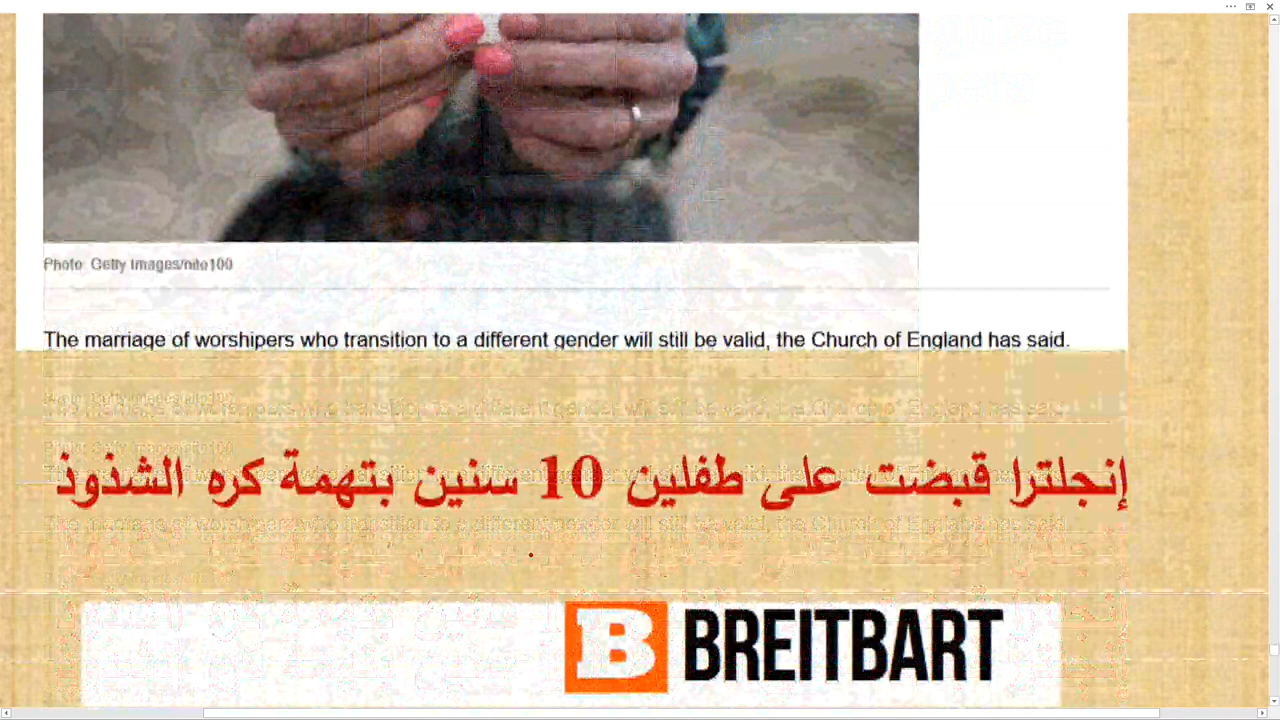 Photo: Getty Images/nito100
The marriage of worshipers who transition to a different gender will still be valid, the Church of England has said.
إنجلترا قبضت على طفلين 10 سنين بتهمة كره الشذوذ
B BREITBART